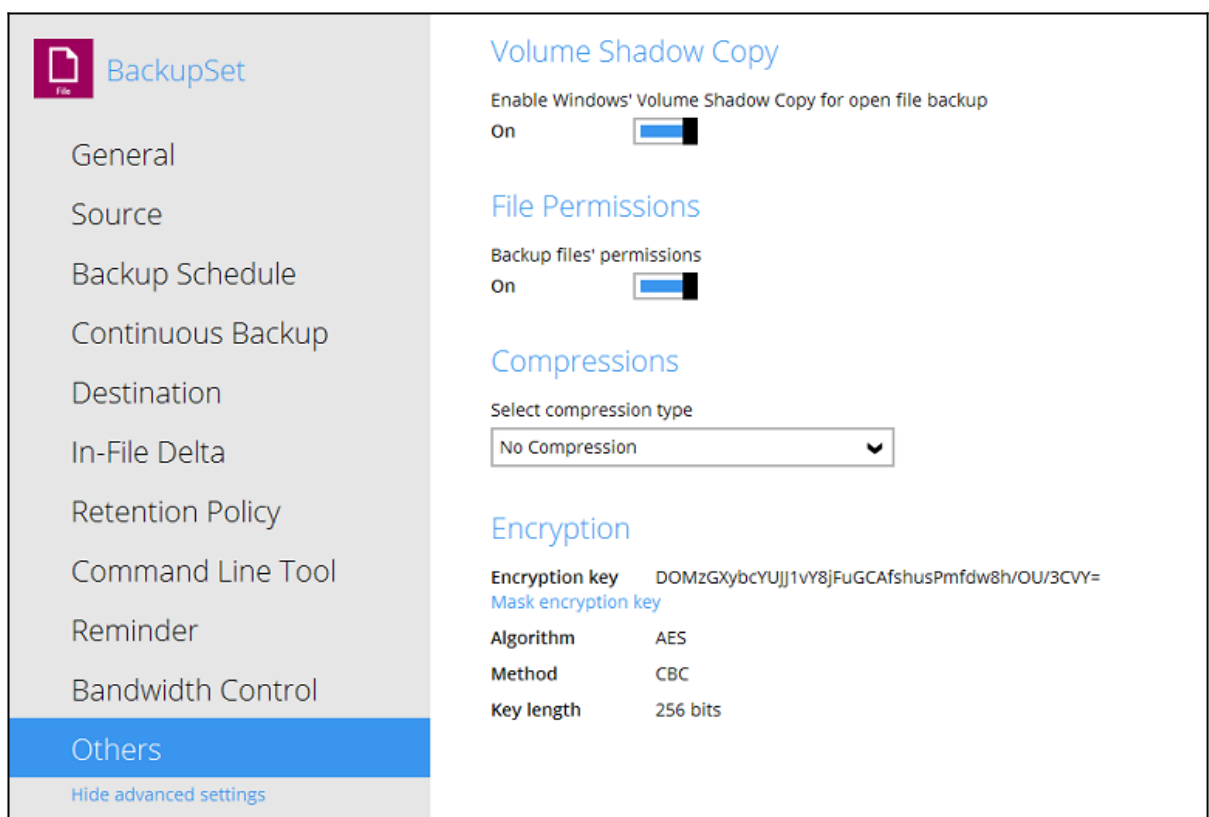 File
BackupSet
General
Source
Backup Schedule
Continuous Backup
Destination
In-File Delta
Retention Policy
Command Line Tool
Reminder
Bandwidth Control
Others
Hide advanced settings
Volume Shadow Copy
Enable Windows' Volume Shadow Copy for open file backup
On
File Permissions
Backup files' permissions
On
Compressions
Select compression type
No Compression
Encryption
Encryption key DOMzGXybcYUJJ1vY8jFuGCAfshusPmfdw8h/OU/3CVY=
Mask encryption key
Algorithm AES
Method CBC
Key length 256 bits